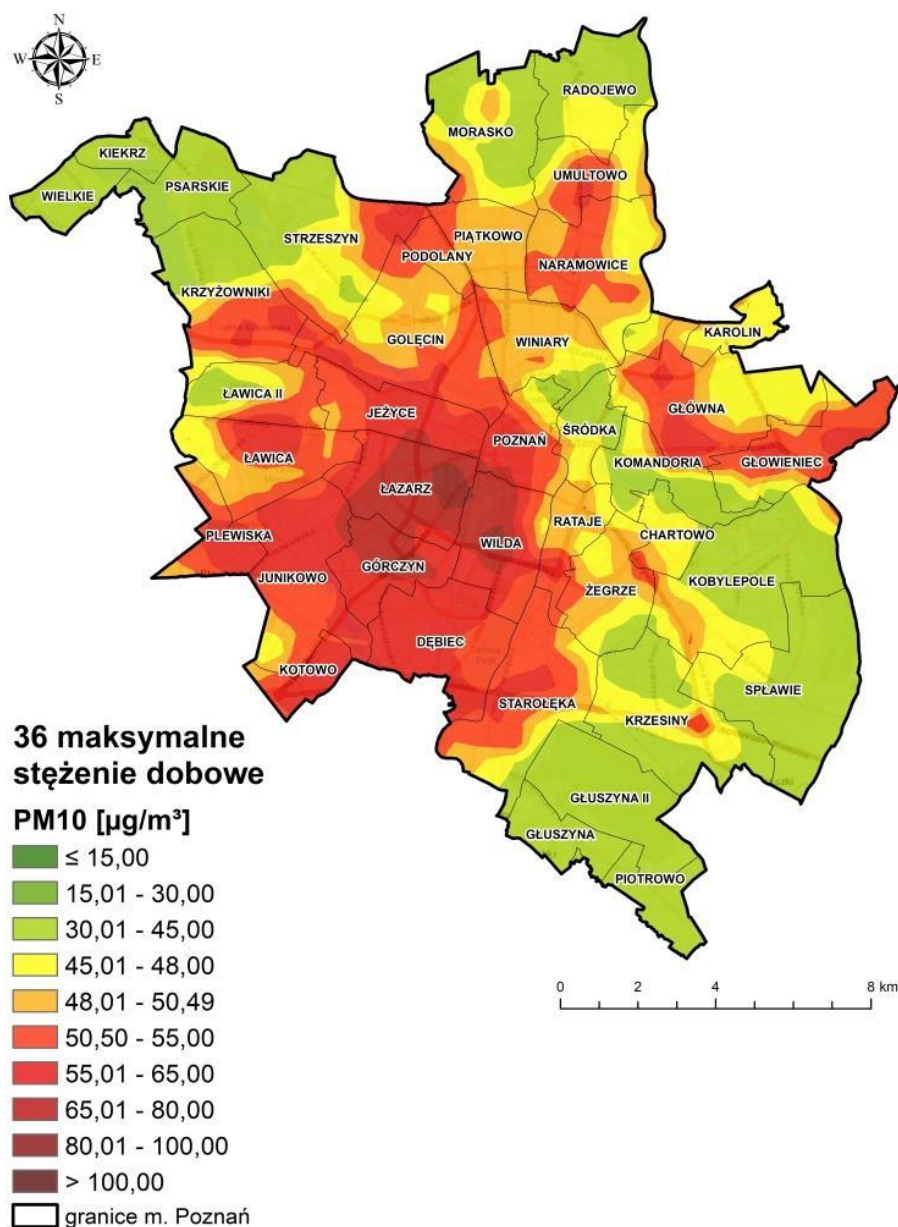 N
W E
S
RADOJEWO
MORASKO
KIEKRZ
UMULTOWO
WIELKIE
PSARSKIE
STRZESZYN
PIĄTKOWO
PODOLANY
NARAMOWICE
KRZYŻOWNIKI
KAROLIN
GOLĘCIN
WINIARY
ŁAWICA II
JEŻYCE
GŁÓWNA
POZNAŃ
ŚRÓDKA
ŁAWICA
KOMANDORIA
GŁOWIENIEC
ŁAZARZ
RATAJE
PLEWISKA
WILDA
CHARTOWO
GÓRCZYN
JUNIKOWO
ŻEGRZE
KOBYLEPOLE
DĘBIEC
KOTOWO
SPŁAWIE
STAROŁĘKA
KRZESINY
GŁUSZYNA II
GŁUSZYNA
PIOTROWO
36 maksymalne
stężenie dobowe
PM10 [µg/m³]
≤ 15,00
15,01 - 30,00
30,01 - 45,00
45,01 - 48,00
48,01 - 50,49
50,50 - 55,00
55,01 - 65,00
65,01 - 80,00
80,01 - 100,00
> 100,00
granice m. Poznań
0 2 4 8 km